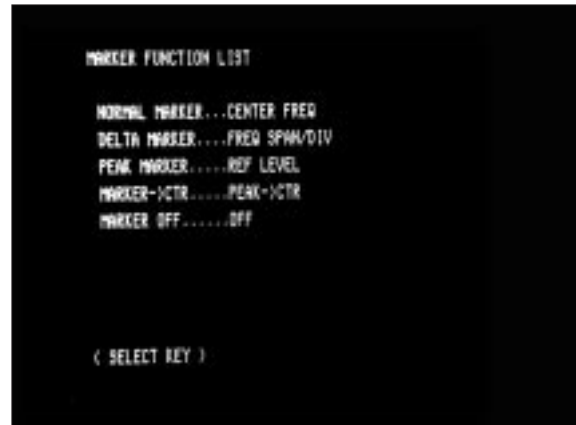 MARKER FUNCTION LIST
NORMAL MARKER...CENTER FREQ
DELTA MARKER....FREQ SPAN/DIV
PEAK MARKER.....REF LEVEL
MARKER->CTR.....PEAK->CTR
MARKER OFF......OFF
( SELECT KEY )